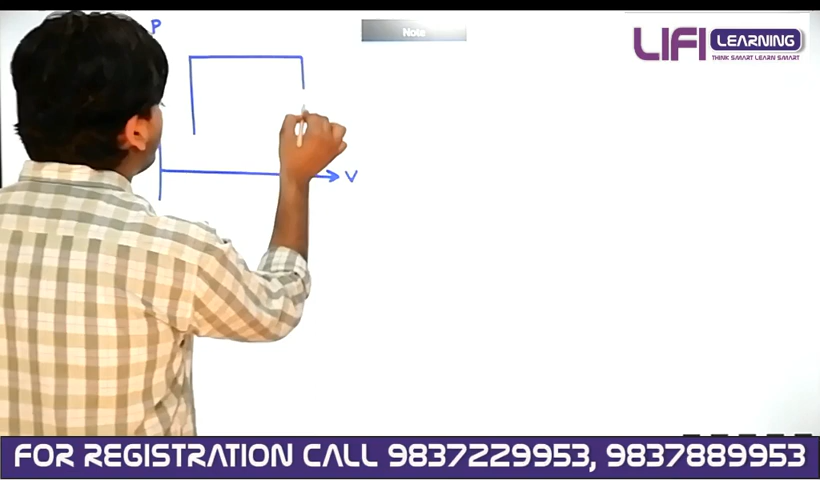 P
Note
LIFI LEARNING
THINK SMART LEARN SMART
V
FOR REGISTRATION CALL 9837229953, 9837889953